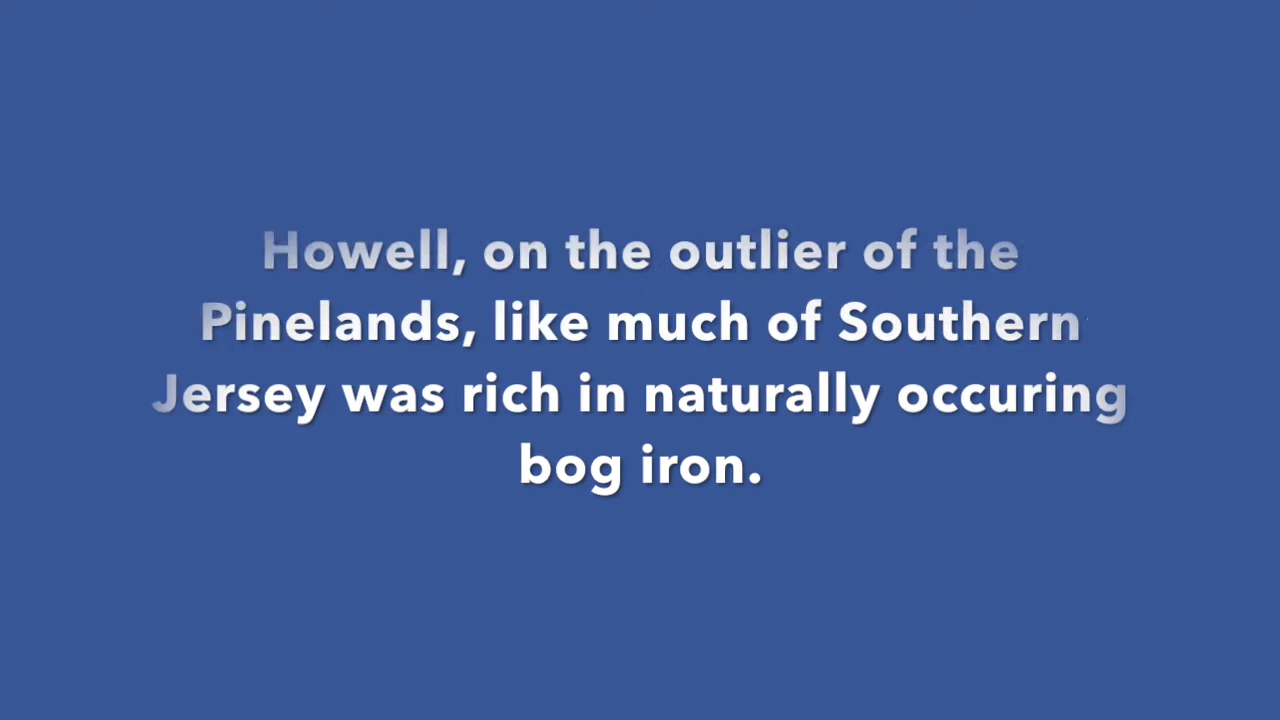 Howell, on the outlier of the
Pinelands, like much of Southern
Jersey was rich in naturally occuring
bog iron.